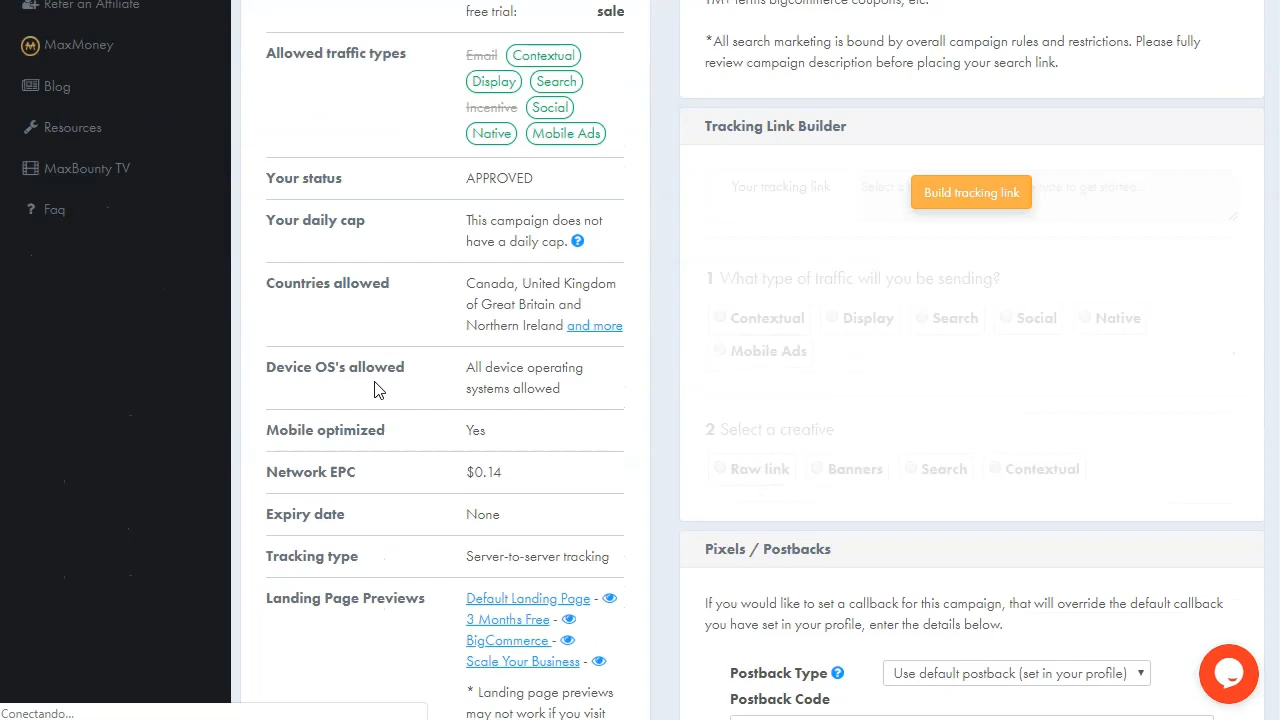 Refer an Affiliate
MaxMoney
Blog
Resources
MaxBounty TV
? Faq
free trial: sale
Allowed traffic types
Email Contextual
Display Search
Incentive Social
Native Mobile Ads
Your status APPROVED
Your daily cap This campaign does not
have a daily cap. ?
Countries allowed Canada, United Kingdom
of Great Britain and
Northern Ireland and more
Device OS's allowed All device operating
systems allowed
Mobile optimized Yes
Network EPC $0.14
Expiry date None
Tracking type Server-to-server tracking
Landing Page Previews Default Landing Page -
3 Months Free -
BigCommerce -
Scale Your Business -
* Landing page previews
may not work if you visit
TM+ terms bigcommerce coupons, etc.
*All search marketing is bound by overall campaign rules and restrictions. Please fully
review campaign description before placing your search link.
Tracking Link Builder
Your tracking link Select a
Build tracking link
to get started...
1 What type of traffic will you be sending?
Contextual Display Search Social Native
Mobile Ads
2 Select a creative
Raw link Banners Search Contextual
Pixels / Postbacks
If you would like to set a callback for this campaign, that will override the default callback
you have set in your profile, enter the details below.
Postback Type ? Use default postback (set in your profile)
Postback Code
Conectando...